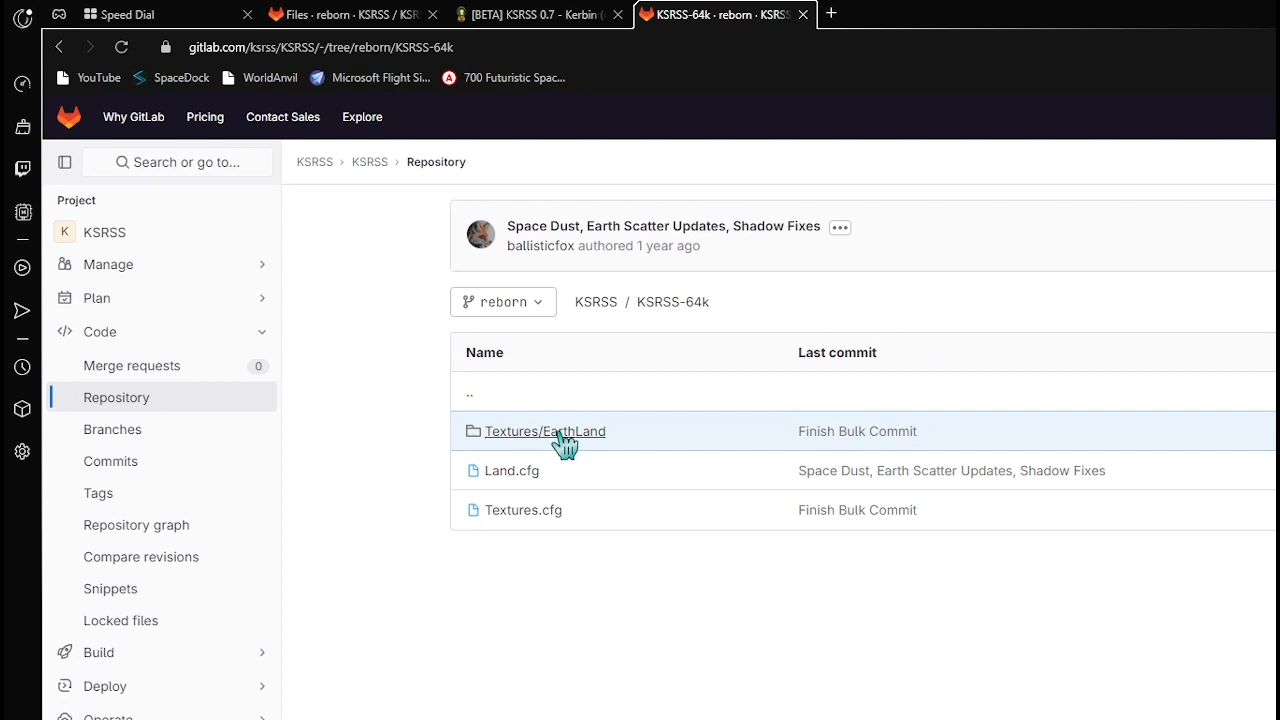 Speed Dial
Files · reborn · KSRSS / KSR
[BETA] KSRSS 0.7 - Kerbin (
KSRSS-64k · reborn · KSRSS
gitlab.com/ksrss/KSRSS/-/tree/reborn/KSRSS-64k
YouTube
SpaceDock
WorldAnvil
Microsoft Flight Si...
A
700 Futuristic Spac...
Why GitLab
Pricing
Contact Sales
Explore
Search or go to...
KSRSS › KSRSS › Repository
Project
K
KSRSS
Manage
Plan
Code
Merge requests
0
Repository
Branches
Commits
Tags
Repository graph
Compare revisions
Snippets
Locked files
Build
Deploy
Operate
Space Dust, Earth Scatter Updates, Shadow Fixes
ballisticfox authored 1 year ago
reborn
KSRSS / KSRSS-64k
Name
Last commit
..
Textures/EarthLand
Finish Bulk Commit
Land.cfg
Space Dust, Earth Scatter Updates, Shadow Fixes
Textures.cfg
Finish Bulk Commit